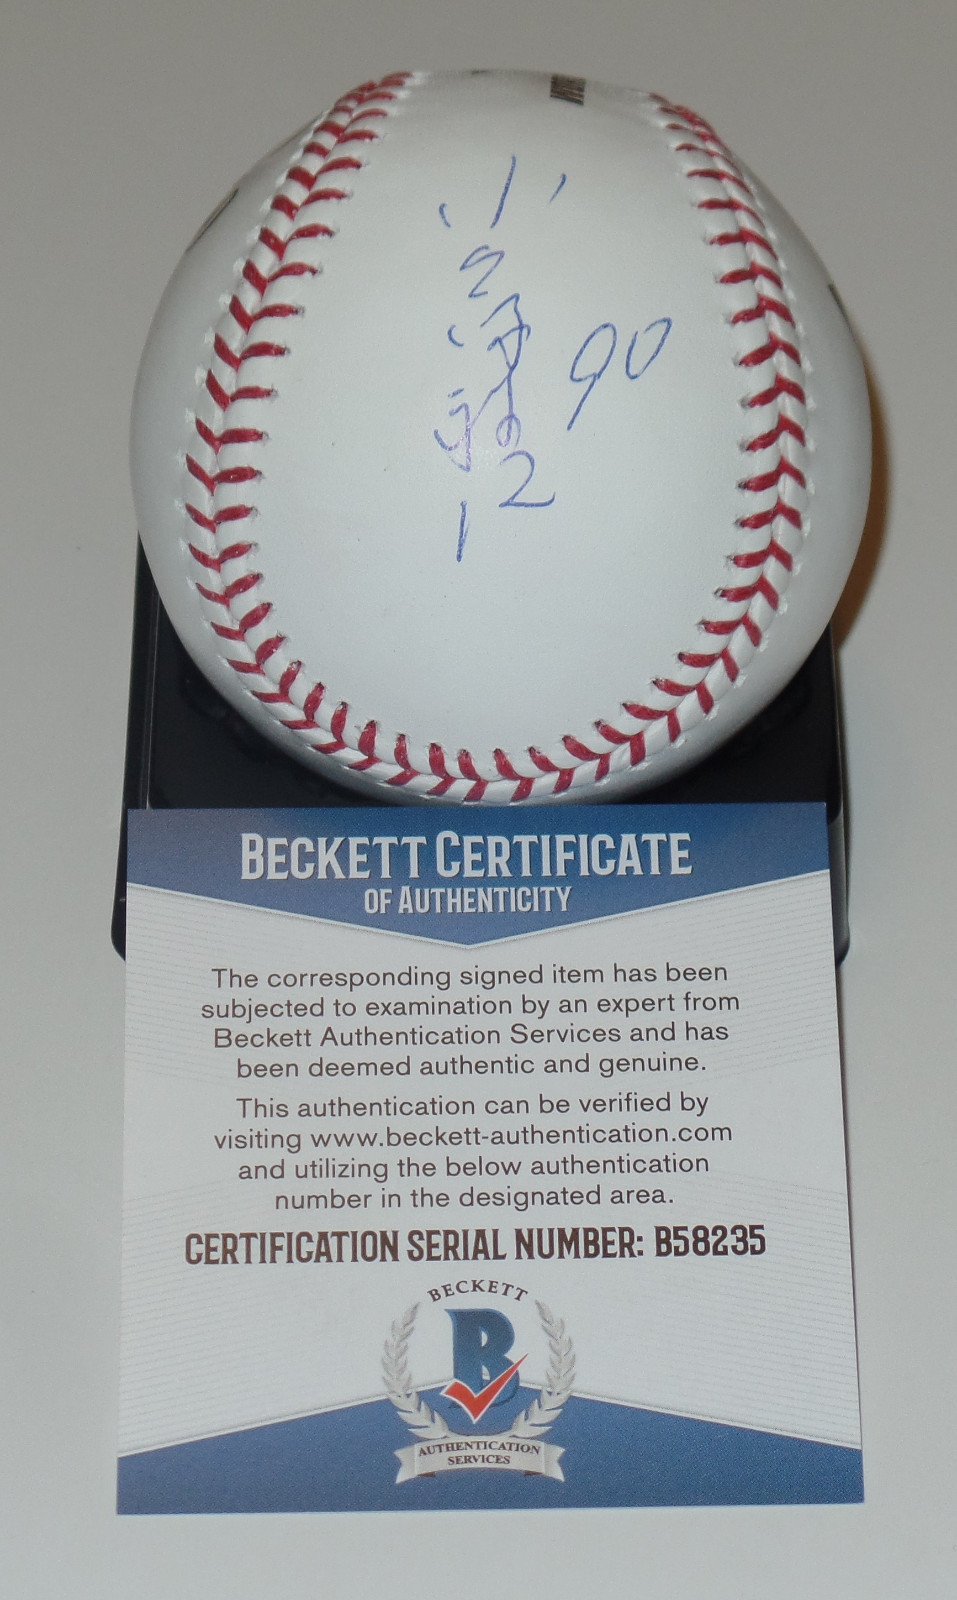 90
BECKETT CERTIFICATE
OF AUTHENTICITY
The corresponding signed item has been
subjected to examination by an expert from
Beckett Authentication Services and has
been deemed authentic and genuine.
This authentication can be verified by
visiting www.beckett-authentication.com
and utilizing the below authentication
number in the designated area.
CERTIFICATION SERIAL NUMBER: B58235
BECKETT
B
AUTHENTICATION
SERVICES